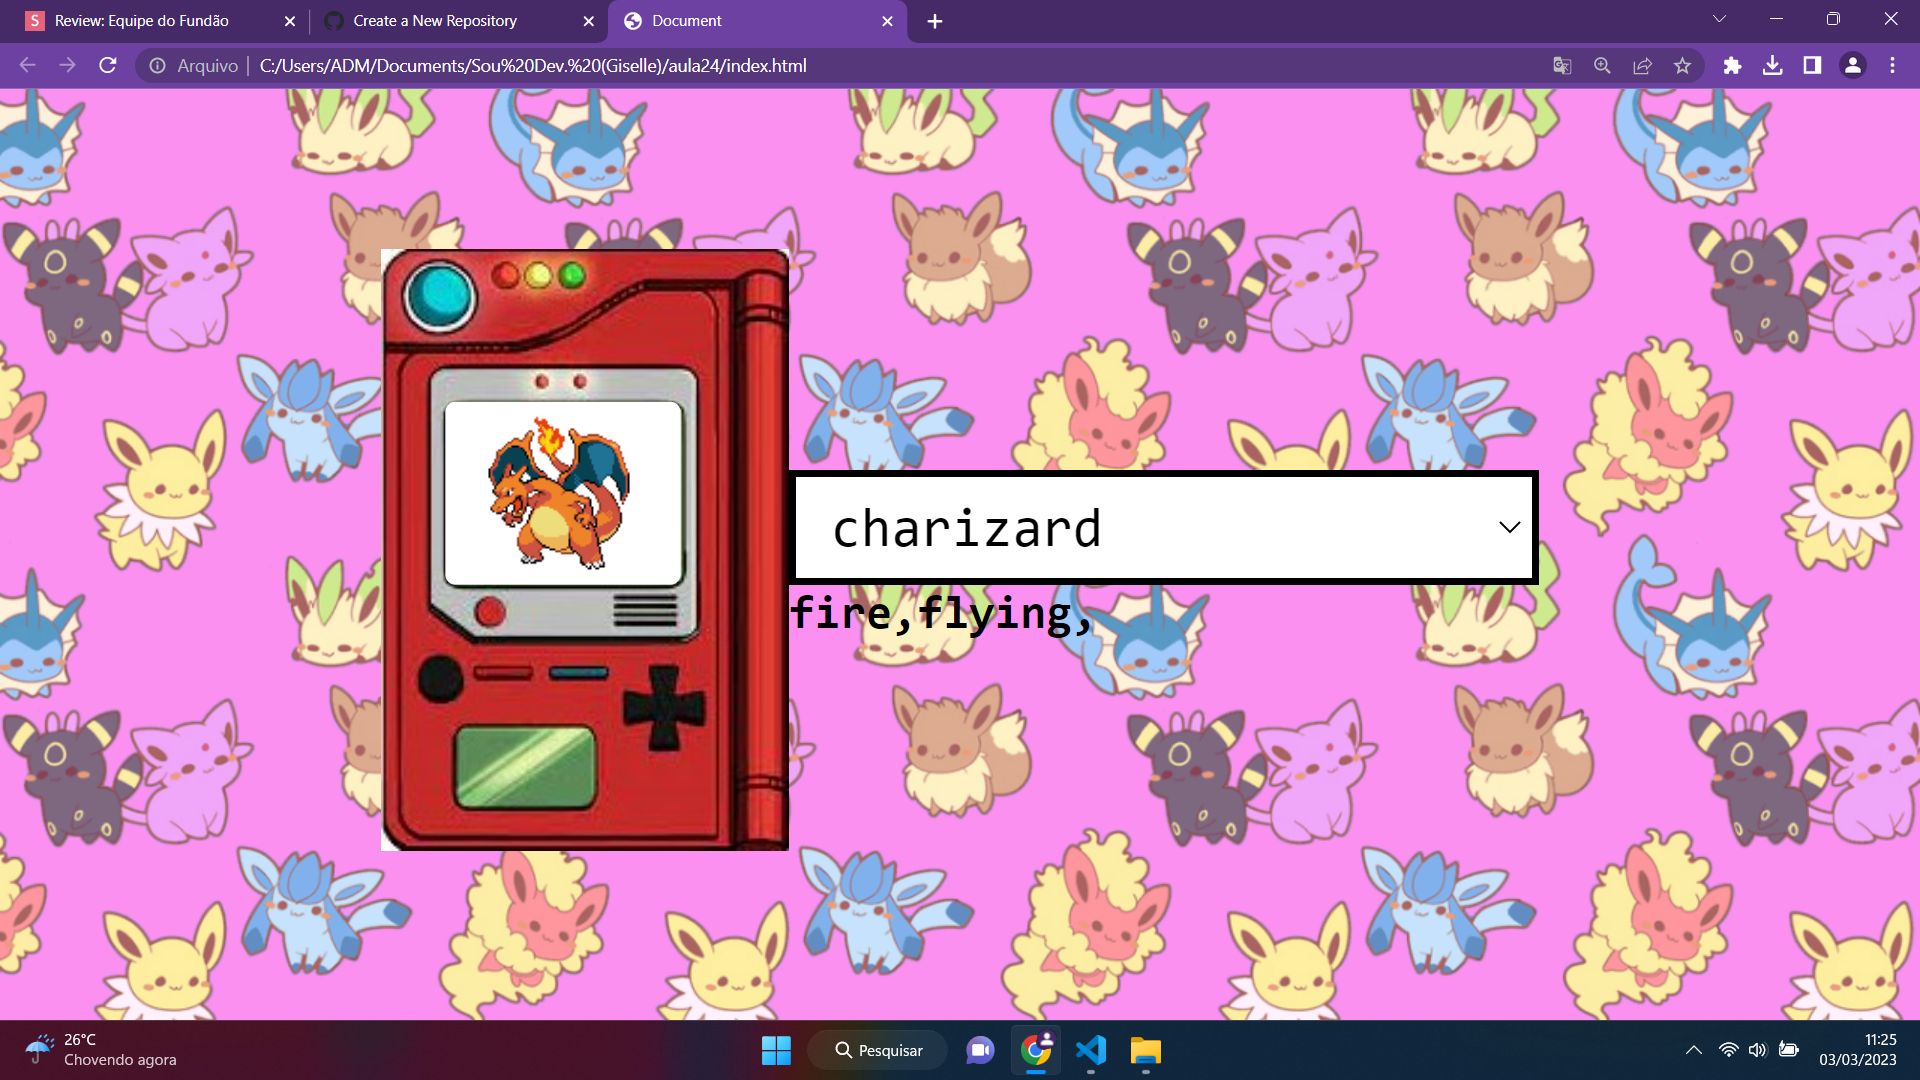 S Review: Equipe do Fundão
Create a New Repository
Document
Arquivo | C:/Users/ADM/Documents/Sou%20Dev.%20(Giselle)/aula24/index.html
charizard
fire,flying,
26°C
Chovendo agora
Pesquisar
11:25
03/03/2023